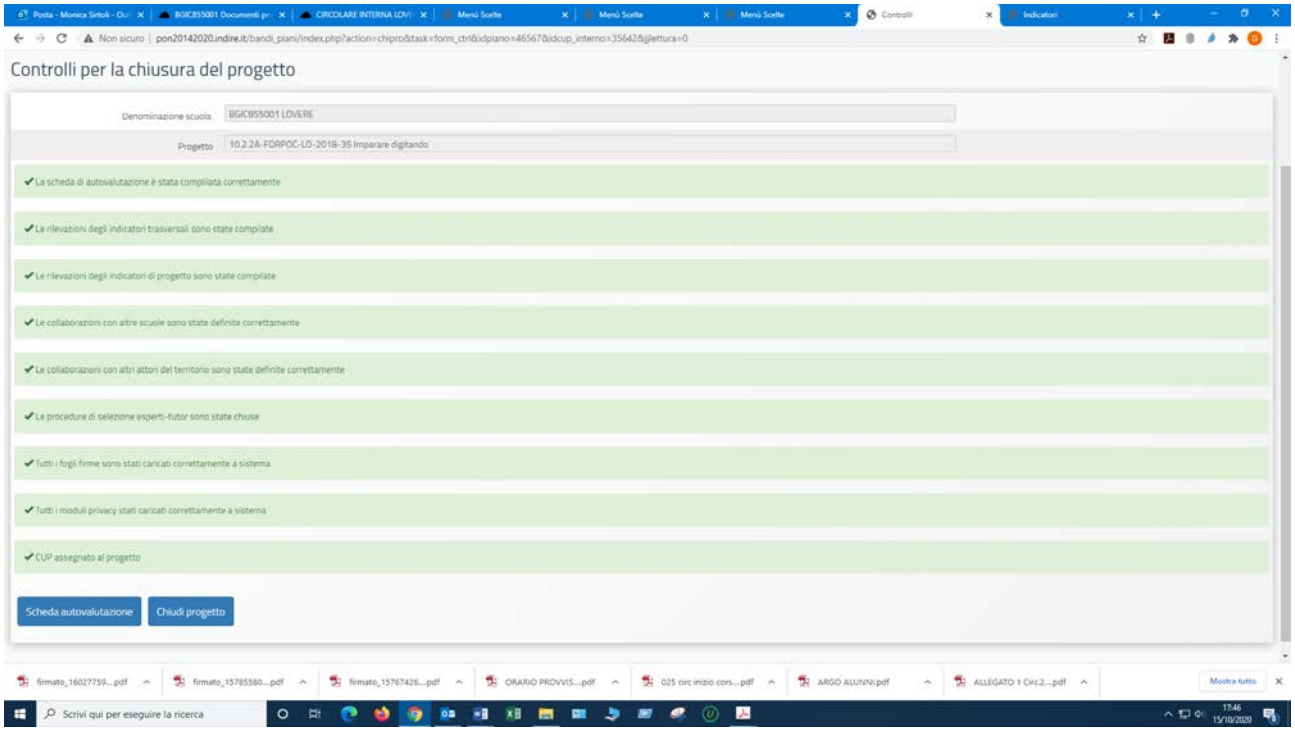 Posta - Monica Sirtoli - Out
BGIC855001 Documenti pr
CIRCOLARE INTERNA LOV
Menù Scelte
Menù Scelte
Menù Scelte
Controlli
Indicatori
Non sicuro | pon20142020.indire.it/bandi_piani/index.php?action=chipro&task=form_ctrl&idpiano=46567&idcup_interno=35642&jjlettura=0
Controlli per la chiusura del progetto
Denominazione scuola BGIC855001 LOVERE
Progetto 10.2.2A-FDRPOC-LO-2018-35 Imparare digitando
La scheda di autovalutazione è stata compilata correttamente
Le rilevazioni degli indicatori trasversali sono state compilate
Le rilevazioni degli indicatori di progetto sono state compilate
Le collaborazioni con altre scuole sono state definite correttamente
Le collaborazioni con altri attori del territorio sono state definite correttamente
Le procedure di selezione esperti-tutor sono state chiuse
Tutti i fogli firme sono stati caricati correttamente a sistema
Tutti i moduli privacy stati caricati correttamente a sistema
CUP assegnato al progetto
Scheda autovalutazione Chiudi progetto
firmato_16027759....pdf firmato_15785580....pdf firmato_15767426....pdf ORARIO PROVVIS....pdf 025 circ inizio cors....pdf ARGO ALUNNI.pdf ALLEGATO 1 Circ.2....pdf Mostra tutto
Scrivi qui per eseguire la ricerca
17:46
15/10/2020